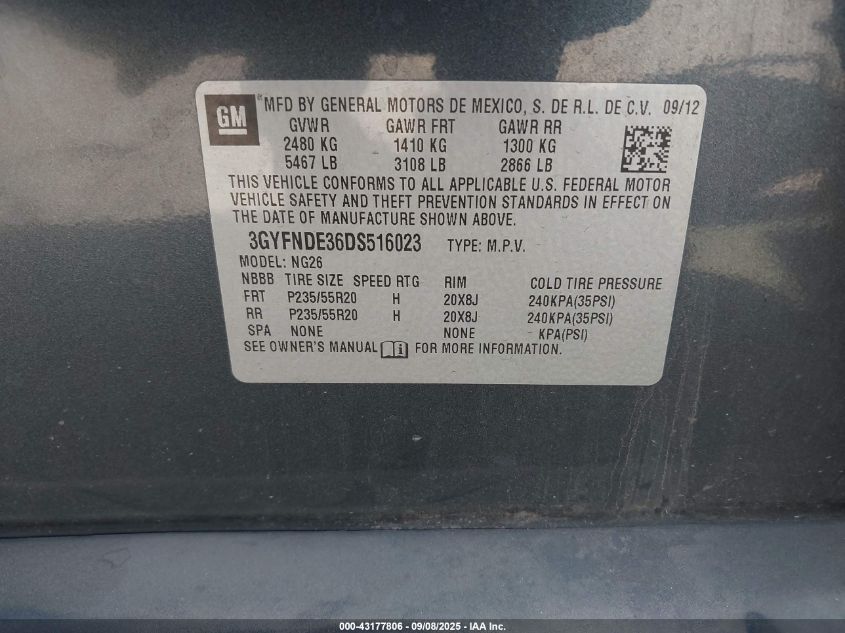 GM
*MFD BY GENERAL MOTORS DE MEXICO, S. DE R.L. DE C.V. 09/12
GVWR GAWR FRT GAWR RR
2480 KG 1410 KG 1300 KG
5467 LB 3108 LB 2866 LB
THIS VEHICLE CONFORMS TO ALL APPLICABLE U.S. FEDERAL MOTOR
VEHICLE SAFETY AND THEFT PREVENTION STANDARDS IN EFFECT ON
THE DATE OF MANUFACTURE SHOWN ABOVE.
3GYFNDE36DS516023 TYPE: M.P.V.
MODEL: NG26
NBBB TIRE SIZE SPEED RTG RIM COLD TIRE PRESSURE
FRT P235/55R20 H 20X8J 240KPA(35PSI)
RR P235/55R20 H 20X8J 240KPA(35PSI)
SPA NONE NONE - KPA(PSI)
SEE OWNER'S MANUAL FOR MORE INFORMATION.
000-43177806 - 09/08/2025 - IAA Inc.